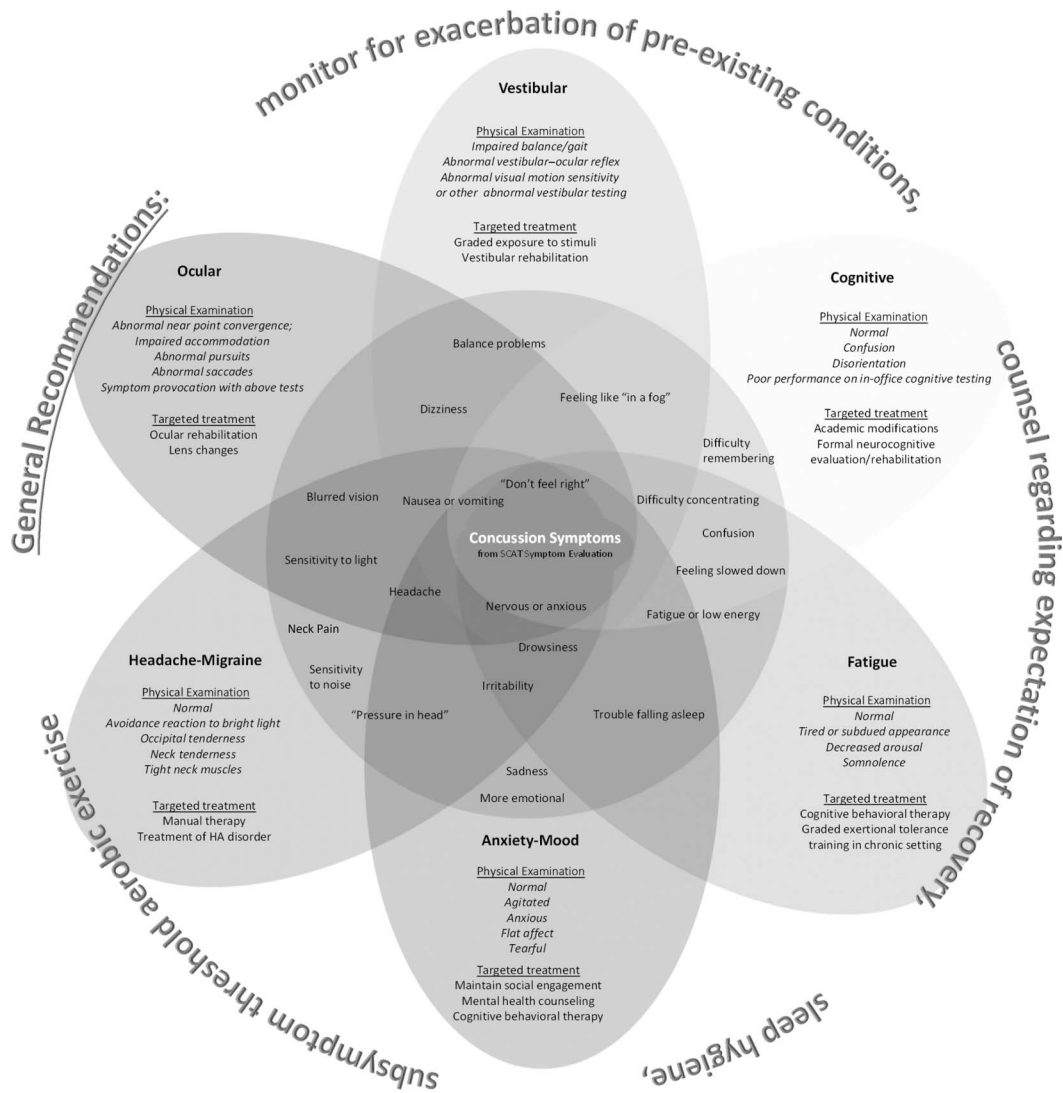 General Recommendations:
monitor for exacerbation of pre-existing conditions,
counsel regarding expectation of recovery,
sleep hygiene,
subsymptom threshold aerobic exercise
Vestibular
Physical Examination
Impaired balance/gait
Abnormal vestibular–ocular reflex
Abnormal visual motion sensitivity
or other abnormal vestibular testing
Targeted treatment
Graded exposure to stimuli
Vestibular rehabilitation
Ocular
Physical Examination
Abnormal near point convergence;
Impaired accommodation
Abnormal pursuits
Abnormal saccades
Symptom provocation with above tests
Targeted treatment
Ocular rehabilitation
Lens changes
Cognitive
Physical Examination
Normal
Confusion
Disorientation
Poor performance on in-office cognitive testing
Targeted treatment
Academic modifications
Formal neurocognitive
evaluation/rehabilitation
Balance problems
Feeling like “in a fog”
Dizziness
Difficulty
remembering
“Don’t feel right”
Blurred vision
Nausea or vomiting
Difficulty concentrating
Concussion Symptoms
from SCAT Symptom Evaluation
Confusion
Sensitivity to light
Feeling slowed down
Headache
Nervous or anxious
Fatigue or low energy
Neck Pain
Drowsiness
Sensitivity
to noise
Irritability
“Pressure in head”
Trouble falling asleep
Sadness
More emotional
Headache-Migraine
Physical Examination
Normal
Avoidance reaction to bright light
Occipital tenderness
Neck tenderness
Tight neck muscles
Targeted treatment
Manual therapy
Treatment of HA disorder
Fatigue
Physical Examination
Normal
Tired or subdued appearance
Decreased arousal
Somnolence
Targeted treatment
Cognitive behavioral therapy
Graded exertional tolerance
training in chronic setting
Anxiety-Mood
Physical Examination
Normal
Agitated
Anxious
Flat affect
Tearful
Targeted treatment
Maintain social engagement
Mental health counseling
Cognitive behavioral therapy